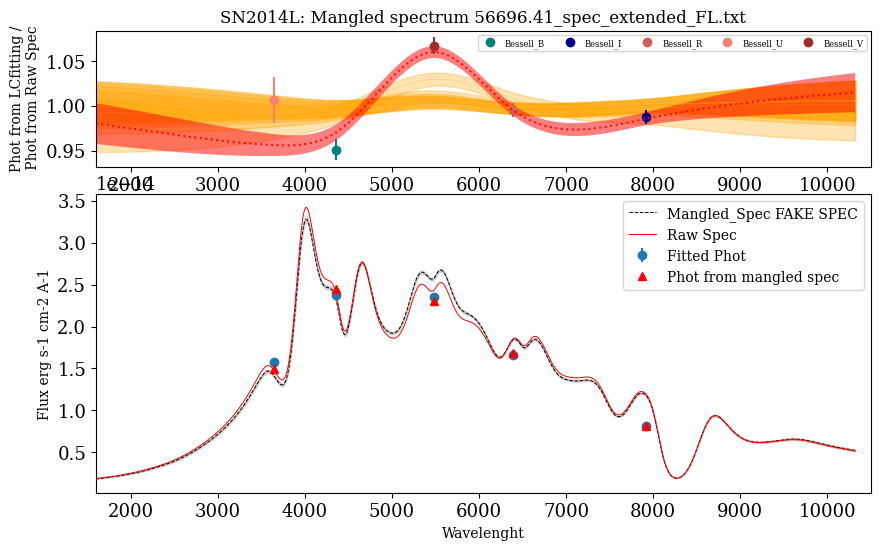 SN2014L: Mangled spectrum 56696.41_spec_extended_FL.txt
Phot from LCfitting /
Phot from Raw Spec
1.05
1.00
0.95
Bessell_B
Bessell_I
Bessell_R
Bessell_U
Bessell_V
2000 3000 4000 5000 6000 7000 8000 9000 10000
Flux erg s-1 cm-2 A-1
3.5
3.0
2.5
2.0
1.5
1.0
0.5
Mangled_Spec FAKE SPEC
Raw Spec
Fitted Phot
Phot from mangled spec
2000 3000 4000 5000 6000 7000 8000 9000 10000
Wavelenght